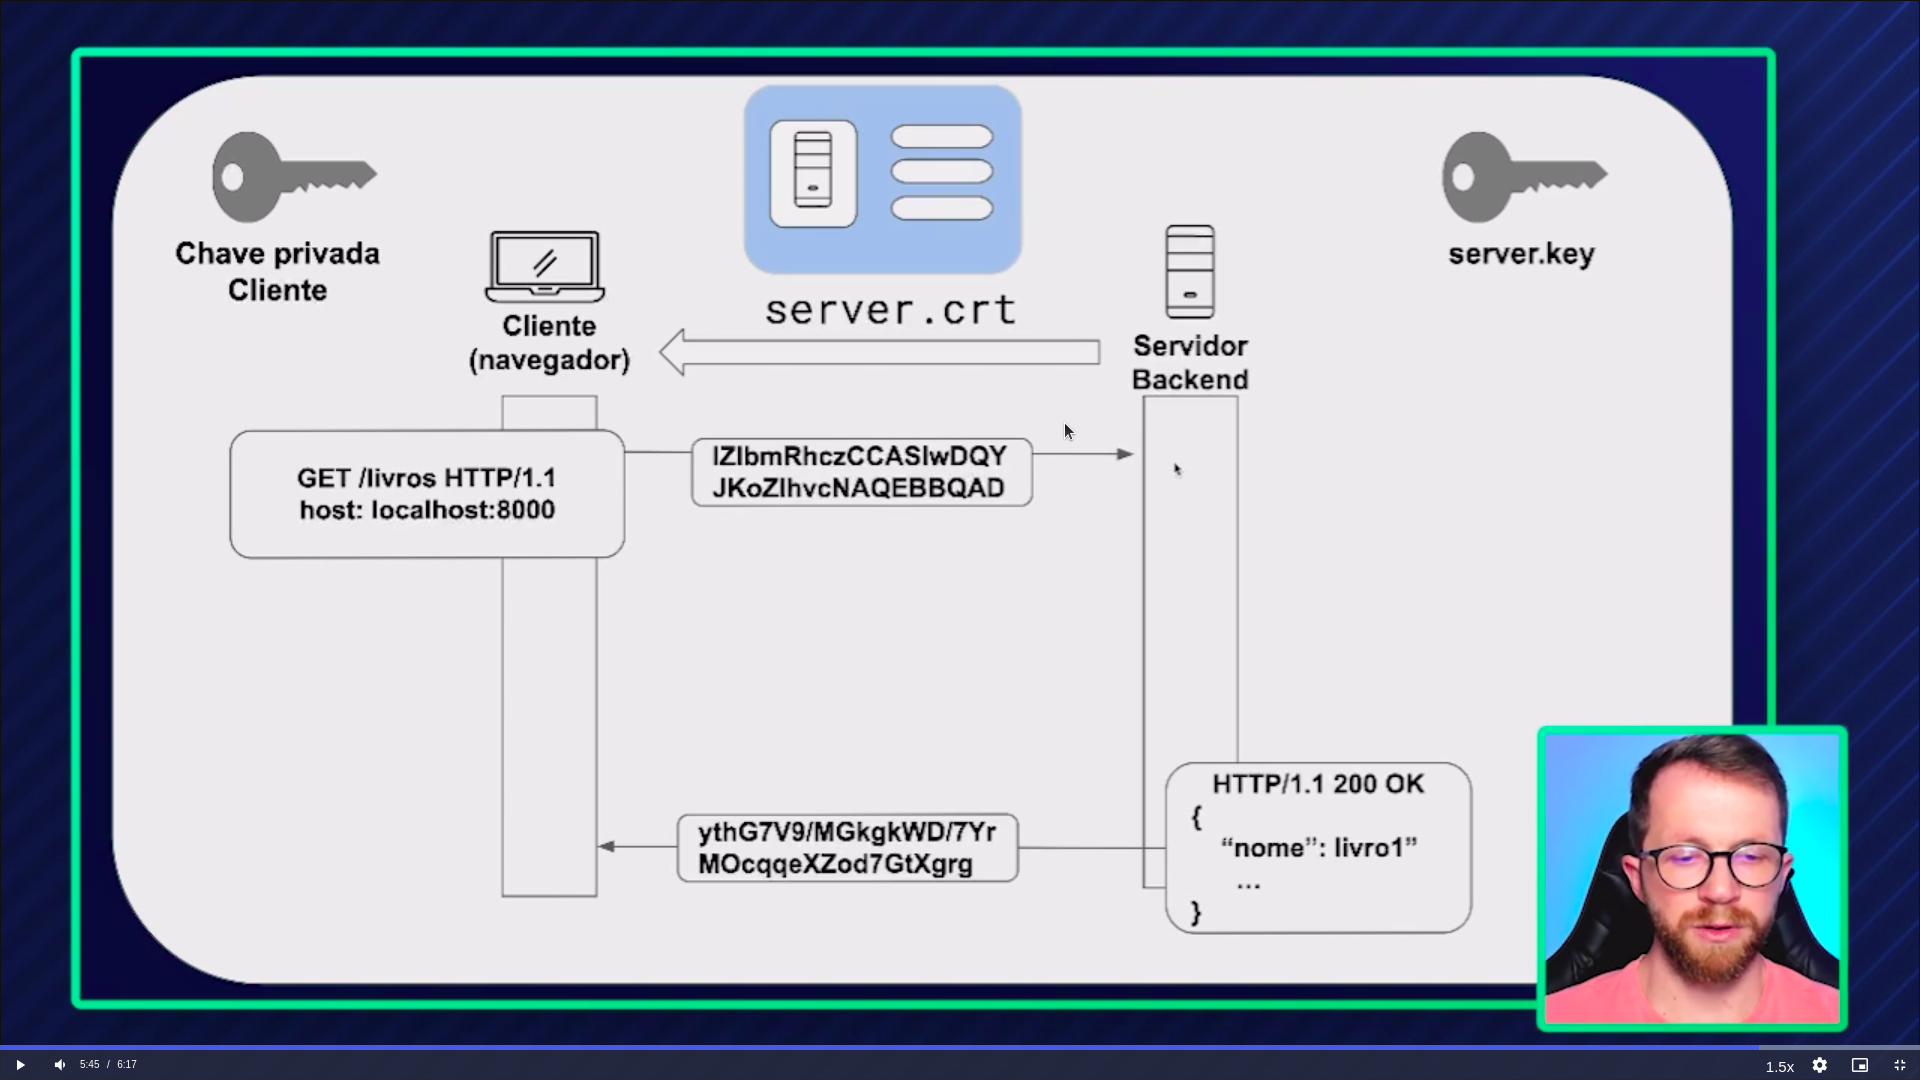 Chave privada
Cliente
server.key
Cliente
(navegador)
server.crt
Servidor
Backend
GET /livros HTTP/1.1
host: localhost:8000
IZIbmRhczCCASIwDQY
JKoZIhvcNAQEBBQAD
HTTP/1.1 200 OK
{
“nome”: livro1”
...
}
ythG7V9/MGkgkWD/7Yr
MOcqqeXZod7GtXgrg
5:45 / 6:17
1.5x